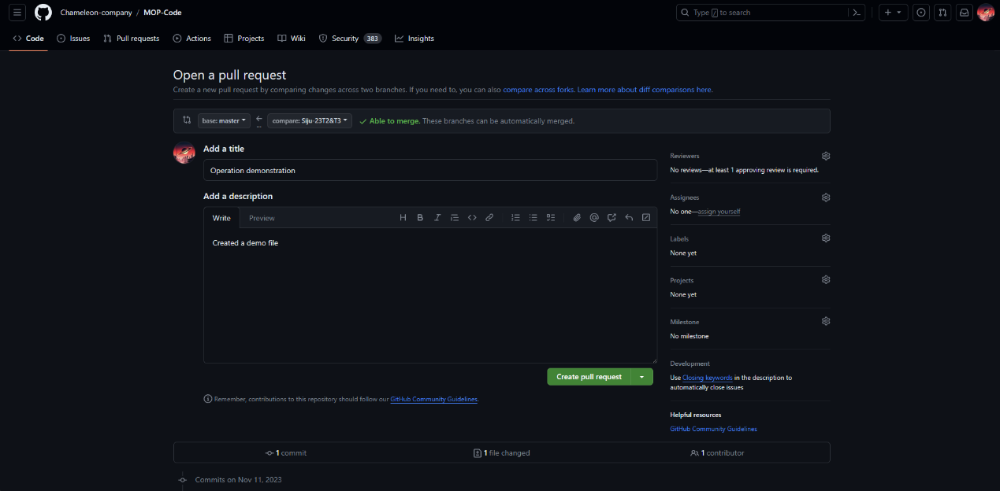 Chameleon-company / MOP-Code
Type / to search
Code Issues Pull requests Actions Projects Wiki Security 383 Insights
Open a pull request
Create a new pull request by comparing changes across two branches. If you need to, you can also compare across forks. Learn more about diff comparisons here.
base: master ← compare: Siju-23T2&T3 Able to merge. These branches can be automatically merged.
...
Add a title
Operation demonstration
Add a description
Write Preview
Created a demo file
Create pull request
Remember, contributions to this repository should follow our GitHub Community Guidelines.
Reviewers
No reviews—at least 1 approving review is required.
Assignees
No one—assign yourself
Labels
None yet
Projects
None yet
Milestone
No milestone
Development
Use Closing keywords in the description to
automatically close issues
Helpful resources
GitHub Community Guidelines
1 commit 1 file changed 1 contributor
Commits on Nov 11, 2023